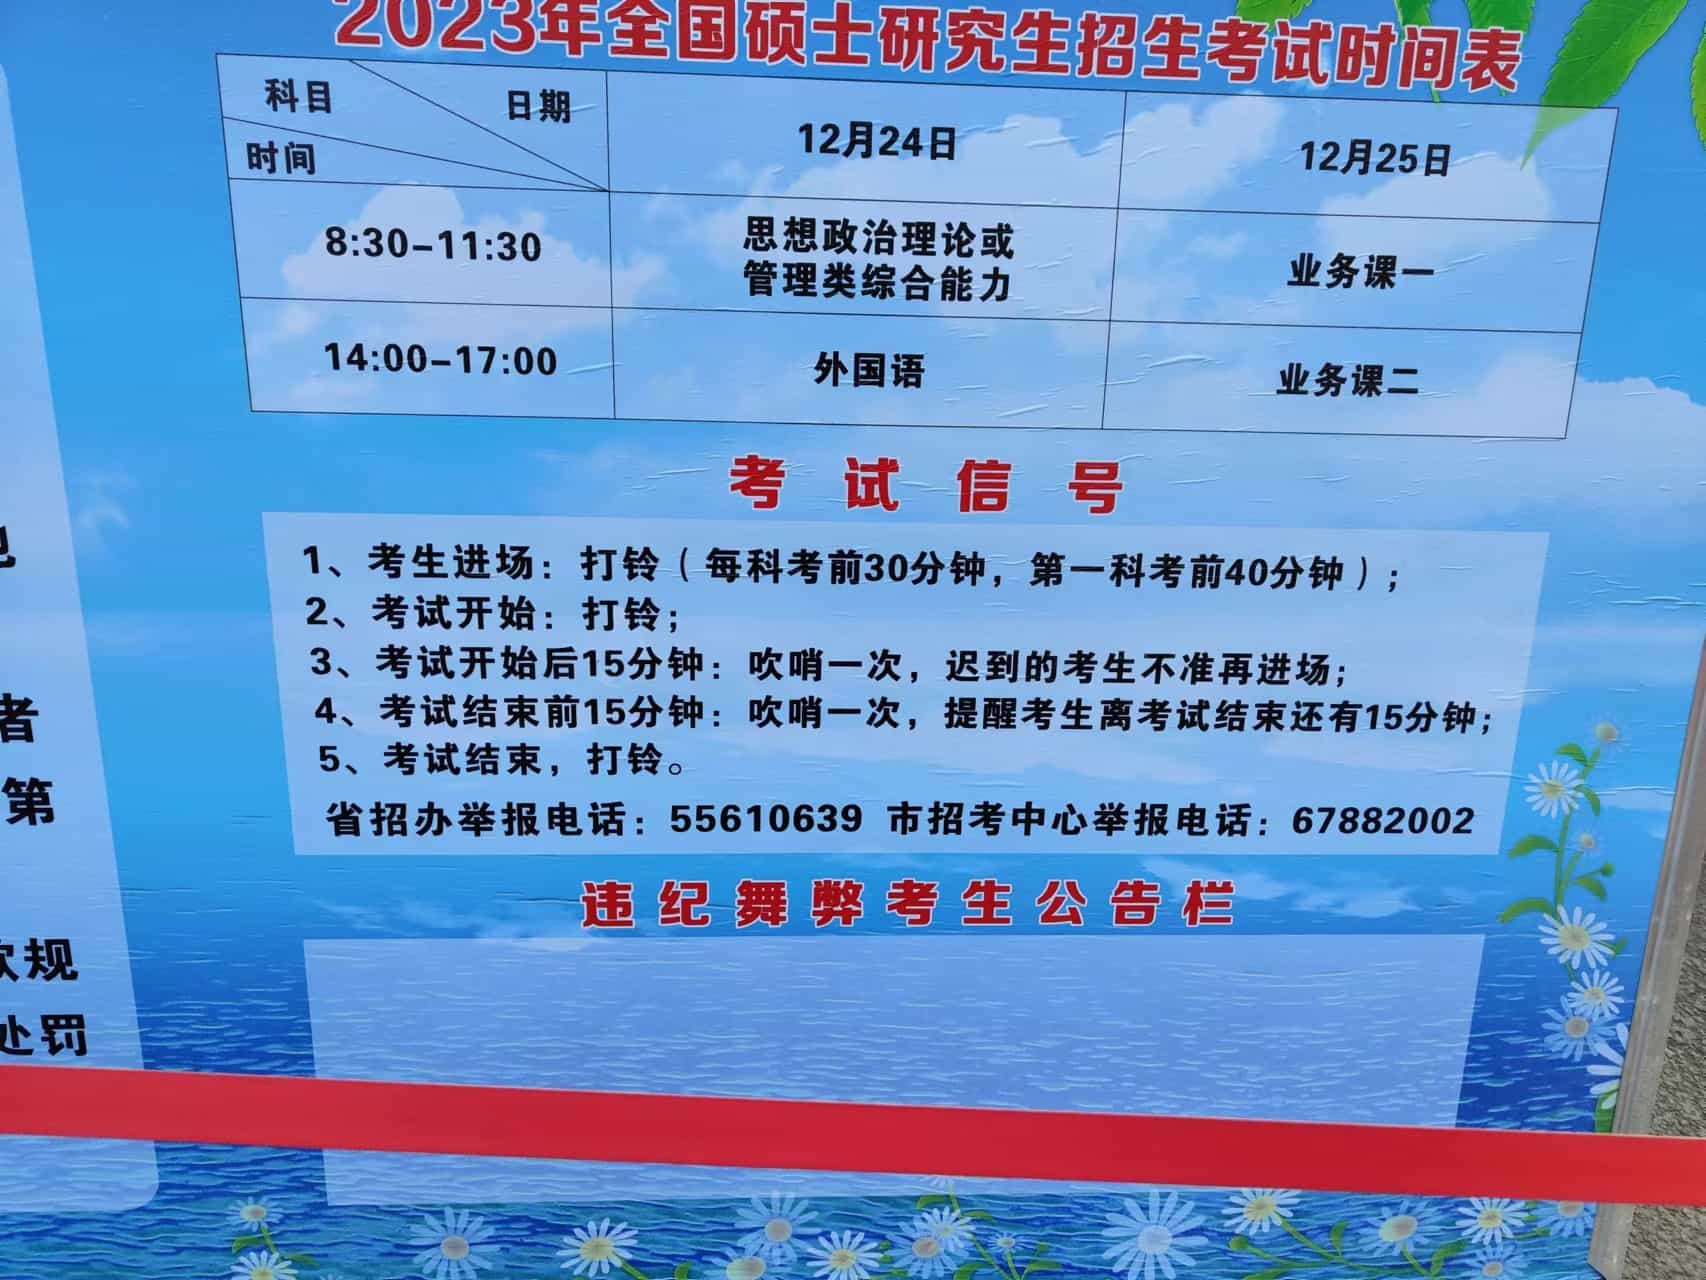 2023年全国硕士研究生招生考试时间表
科目 日期
时间
12月24日
12月25日
8:30-11:30
思想政治理论或
管理类综合能力
业务课一
14:00-17:00
外国语
业务课二
考试信号
1、考生进场：打铃（每科考前30分钟，第一科考前40分钟）；
2、考试开始：打铃；
3、考试开始后15分钟：吹哨一次，迟到的考生不准再进场；
4、考试结束前15分钟：吹哨一次，提醒考生离考试结束还有15分钟；
5、考试结束，打铃。
省招办举报电话：55610639 市招考中心举报电话：67882002
违纪舞弊考生公告栏
者
第
规
处罚